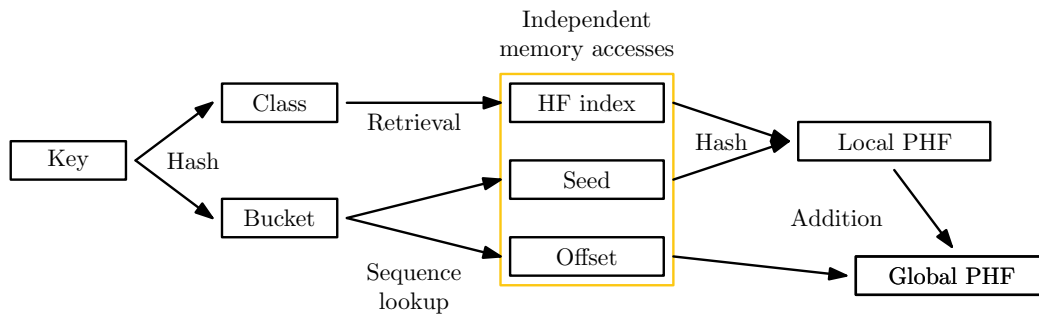 Independent
memory accesses
Class
HF index
Retrieval
Key
Hash
Hash
Local PHF
Seed
Bucket
Addition
Offset
Sequence
lookup
Global PHF